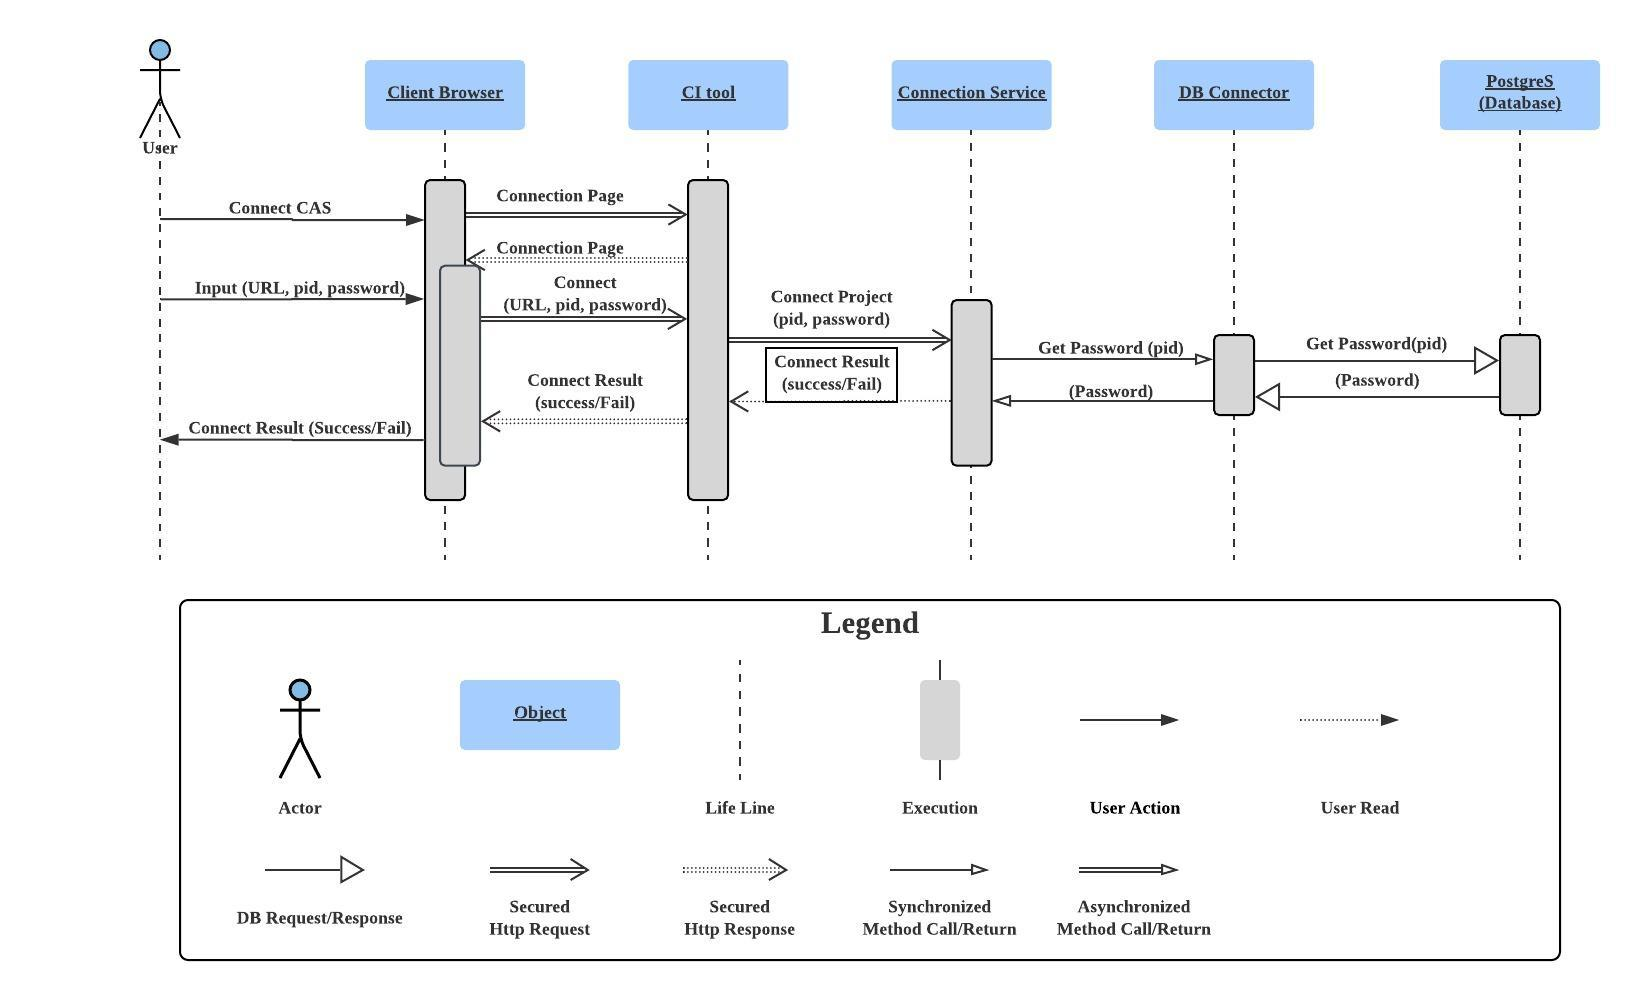 Client Browser
CI tool
Connection Service
DB Connector
PostgreS
(Database)
User
Connection Page
Connect CAS
Connection Page
Input (URL, pid, password)
Connect
(URL, pid, password)
Connect Project
(pid, password)
Get Password (pid)
Get Password(pid)
Connect Result
(success/Fail)
Connect Result
(success/Fail)
(Password)
(Password)
Connect Result (Success/Fail)
Legend
Object
Actor
Life Line
Execution
User Action
User Read
DB Request/Response
Secured
Http Request
Secured
Http Response
Synchronized
Method Call/Return
Asynchronized
Method Call/Return